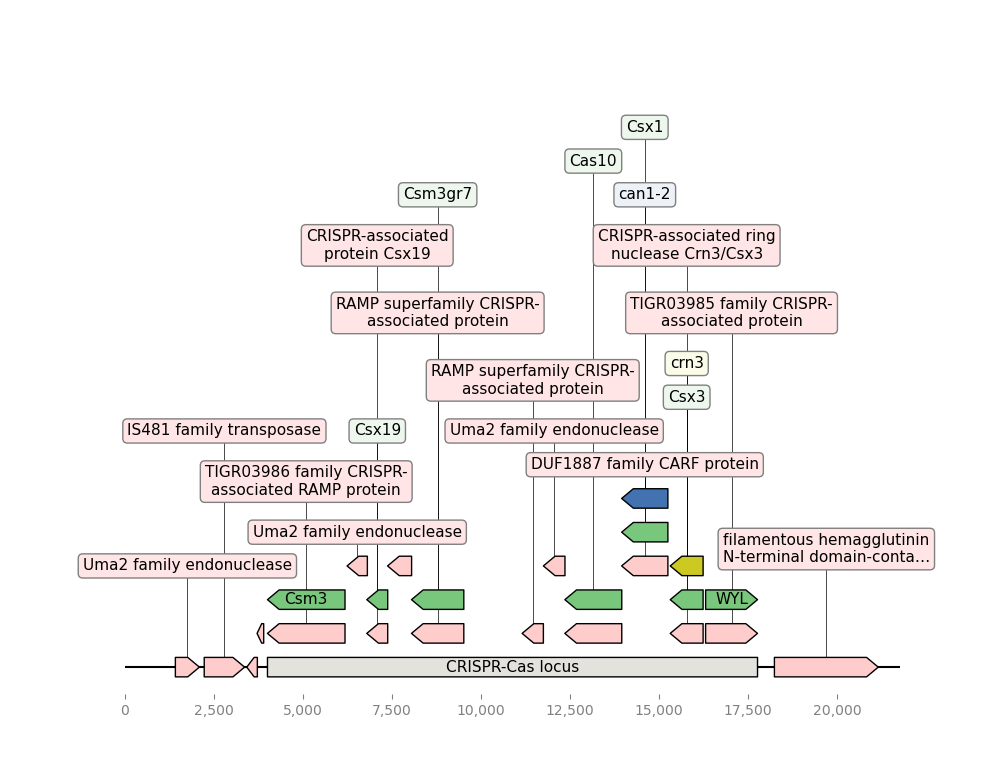 Csx1
Cas10
Csm3gr7
can1-2
CRISPR-associated
protein Csx19
CRISPR-associated ring
nuclease Crn3/Csx3
RAMP superfamily CRISPR-
associated protein
TIGR03985 family CRISPR-
associated protein
crn3
RAMP superfamily CRISPR-
associated protein
Csx3
IS481 family transposase
Csx19
Uma2 family endonuclease
DUF1887 family CARF protein
TIGR03986 family CRISPR-
associated RAMP protein
Uma2 family endonuclease
filamentous hemagglutinin
N-terminal domain-conta...
Uma2 family endonuclease
Csm3
WYL
CRISPR-Cas locus
0
2,500
5,000
7,500
10,000
12,500
15,000
17,500
20,000